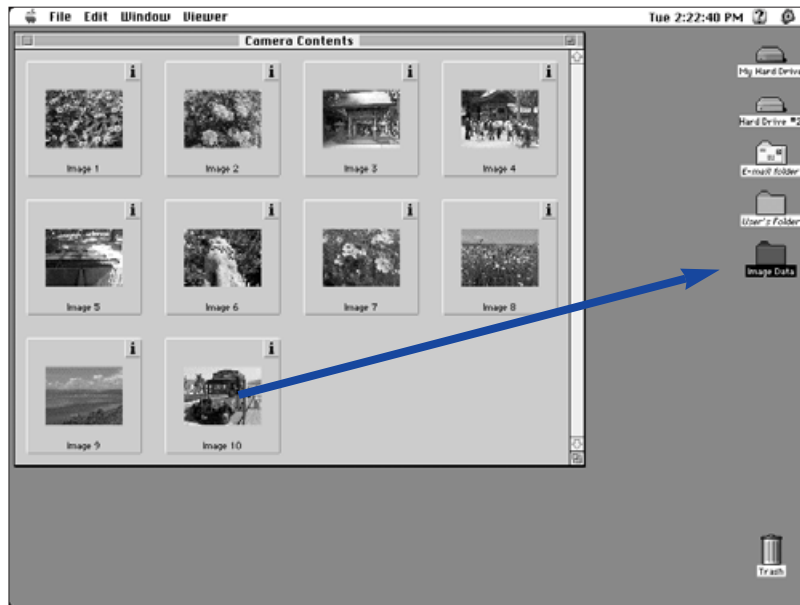 File Edit Window Viewer Tue 2:22:40 PM
Camera Contents
i i i i
Image 1 Image 2 Image 3 Image 4
i i i i
Image 5 Image 6 Image 7 Image 8
i i
Image 9 Image 10
My Hard Drive
Hard Drive #2
E-mail folder
User's Folder
Image Data
Trash